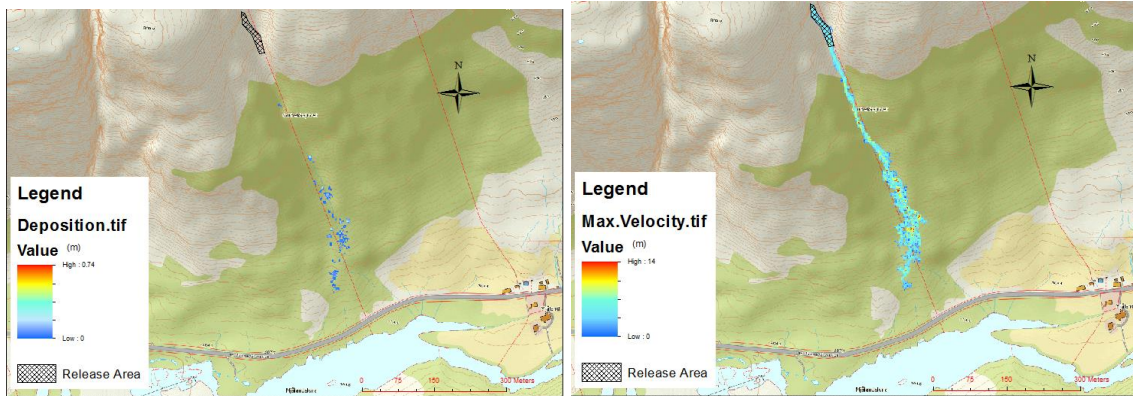 N
Legend
Deposition.tif
Value (m)
High : 0.74
Low : 0
Release Area
0 75 150 300 Meters
N
Legend
Max.Velocity.tif
Value (m)
High : 14
Low : 0
Release Area
0 75 150 300 Meters